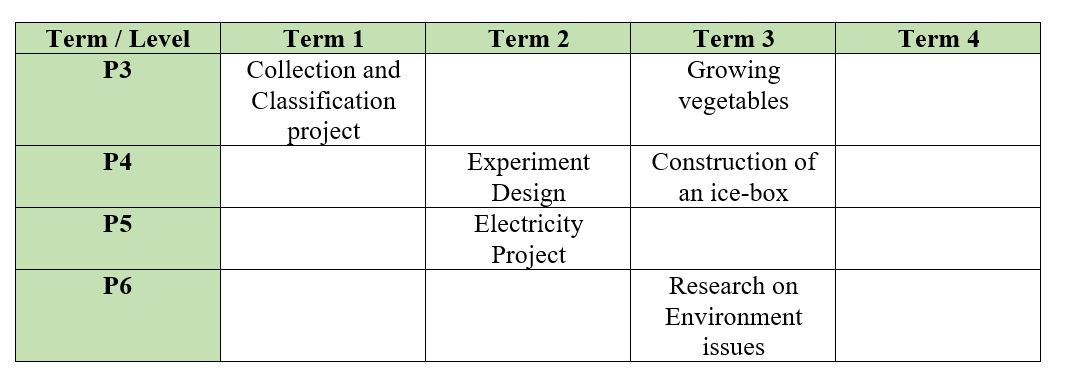 Term / Level Term 1 Term 2 Term 3 Term 4
P3 Collection and Growing
Classification vegetables
project
P4 Experiment Construction of
Design an ice-box
P5 Electricity
Project
P6 Research on
Environment
issues